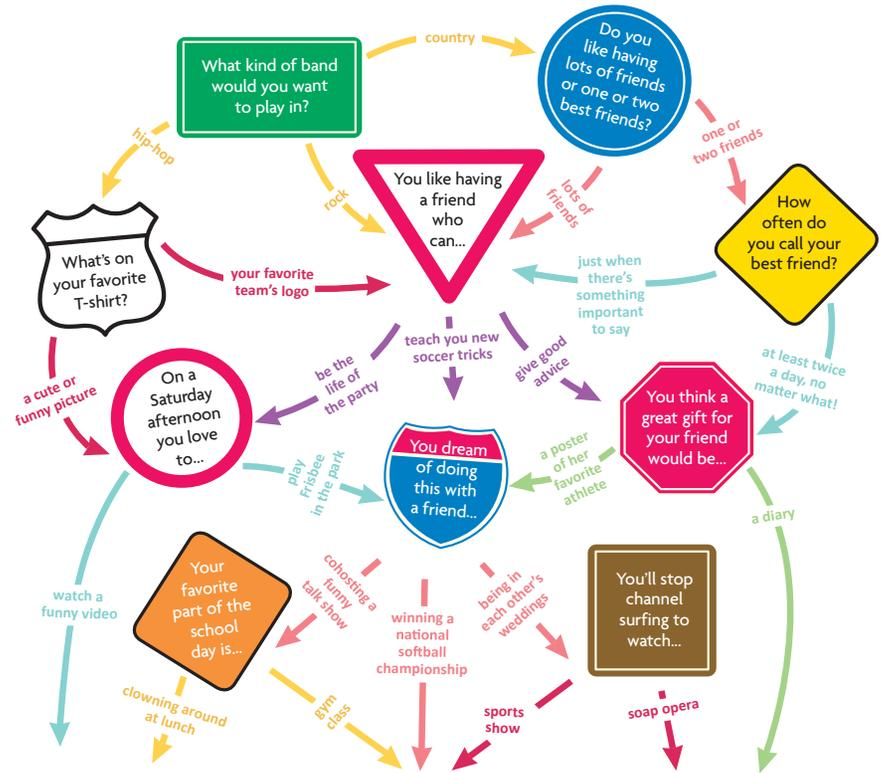 What kind of band
would you want
to play in?
country
Do you
like having
lots of friends
or one or two
best friends?
hip-hop
rock
lots of
friends
one or
two friends
You like having
a friend
who
can...
How
often do
you call your
best friend?
What's on
your favorite
T-shirt?
your favorite
team's logo
just when
there's
something
important
to say
a cute or
funny picture
be the
life of
the party
teach you new
soccer tricks
give good
advice
at least twice
a day, no
matter what!
On a
Saturday
afternoon
you love
to...
You think a
great gift for
your friend
would be...
play
Frisbee
in the park
You dream
of doing
this with
a friend...
a poster
of her
favorite
athlete
a diary
watch a
funny video
Your
favorite
part of the
school
day is...
cohosting a
funny
talk show
winning a
national
softball
championship
being in
each other's
weddings
You'll stop
channel
surfing to
watch...
clowning around
at lunch
gym
class
sports
show
soap opera